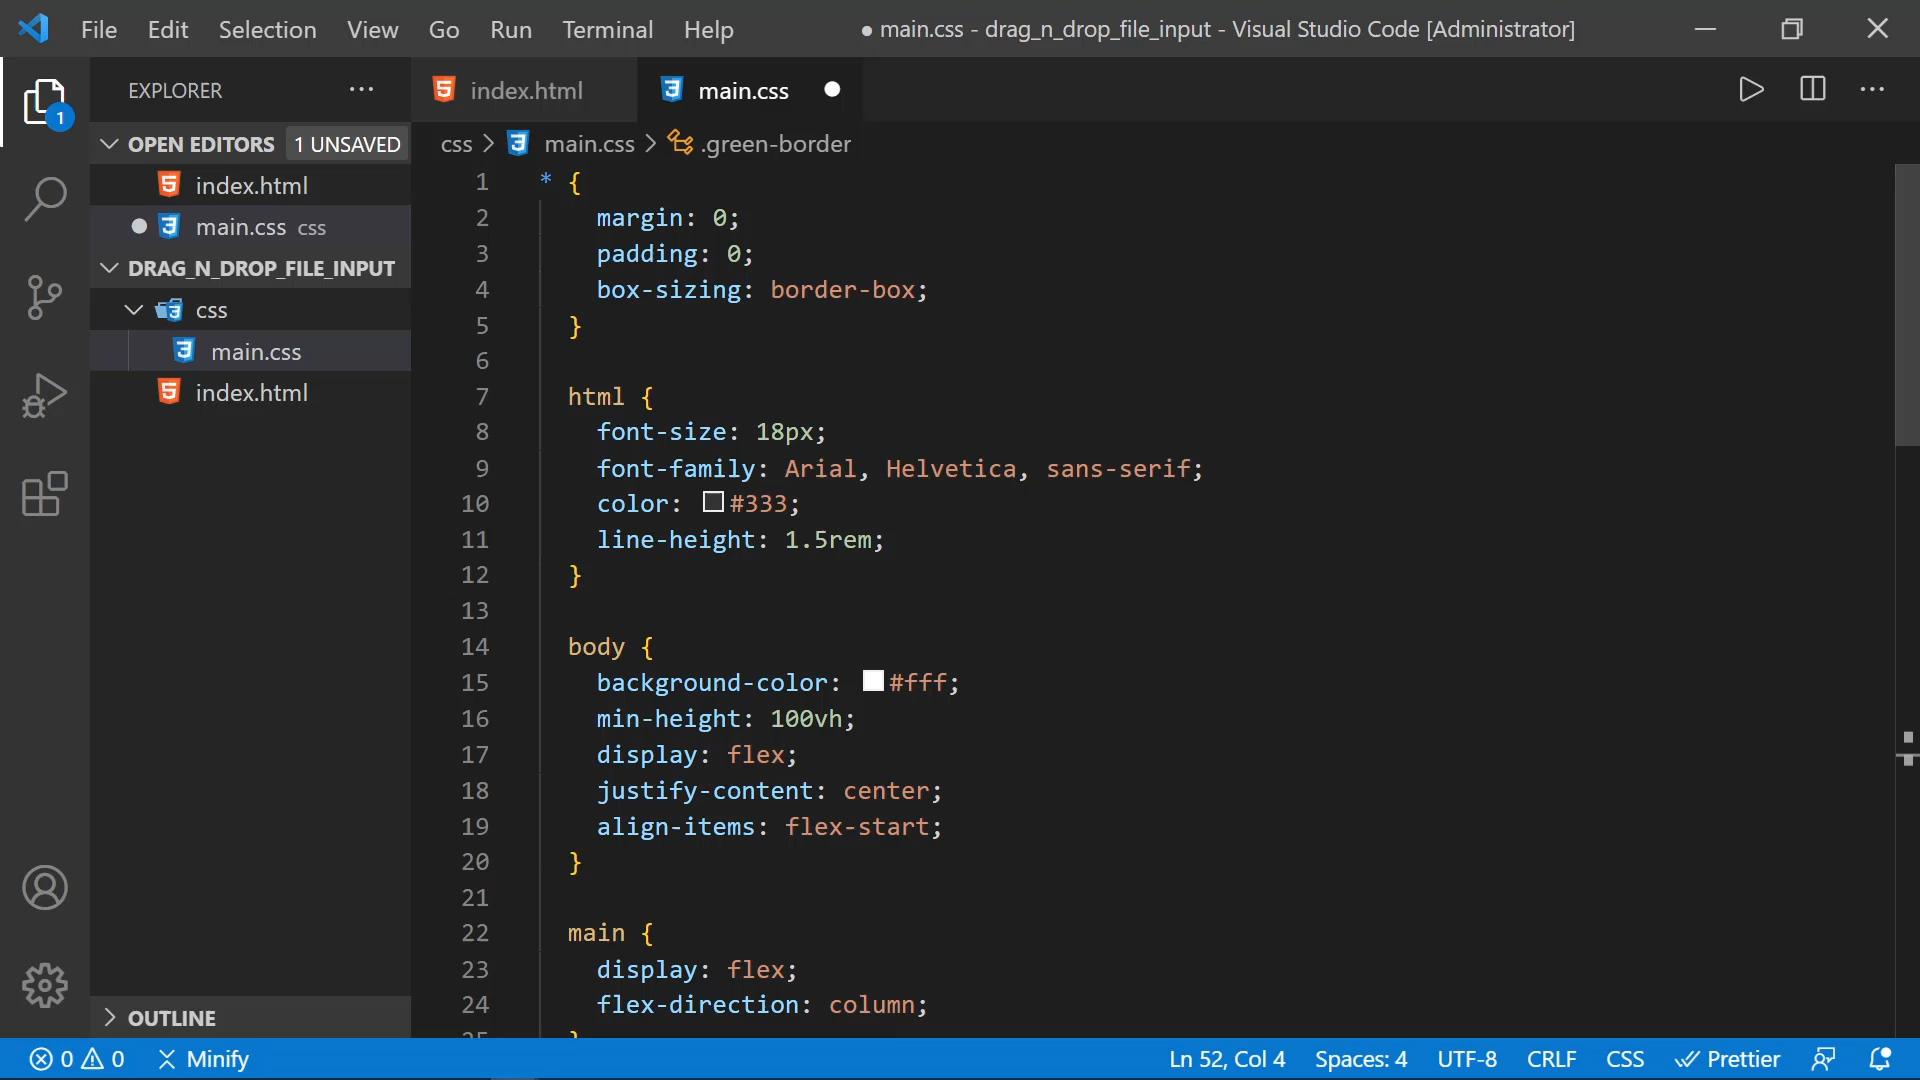 File Edit Selection View Go Run Terminal Help ● main.css - drag_n_drop_file_input - Visual Studio Code [Administrator]
EXPLORER ···
1
OPEN EDITORS 1 UNSAVED
index.html
main.css css
DRAG_N_DROP_FILE_INPUT
css
main.css
index.html
OUTLINE
index.html main.css
css > main.css > .green-border
1 * {
2 margin: 0;
3 padding: 0;
4 box-sizing: border-box;
5 }
6
7 html {
8 font-size: 18px;
9 font-family: Arial, Helvetica, sans-serif;
10 color: #333;
11 line-height: 1.5rem;
12 }
13
14 body {
15 background-color: #fff;
16 min-height: 100vh;
17 display: flex;
18 justify-content: center;
19 align-items: flex-start;
20 }
21
22 main {
23 display: flex;
24 flex-direction: column;
25 }
0 0 Minify Ln 52, Col 4 Spaces: 4 UTF-8 CRLF CSS Prettier